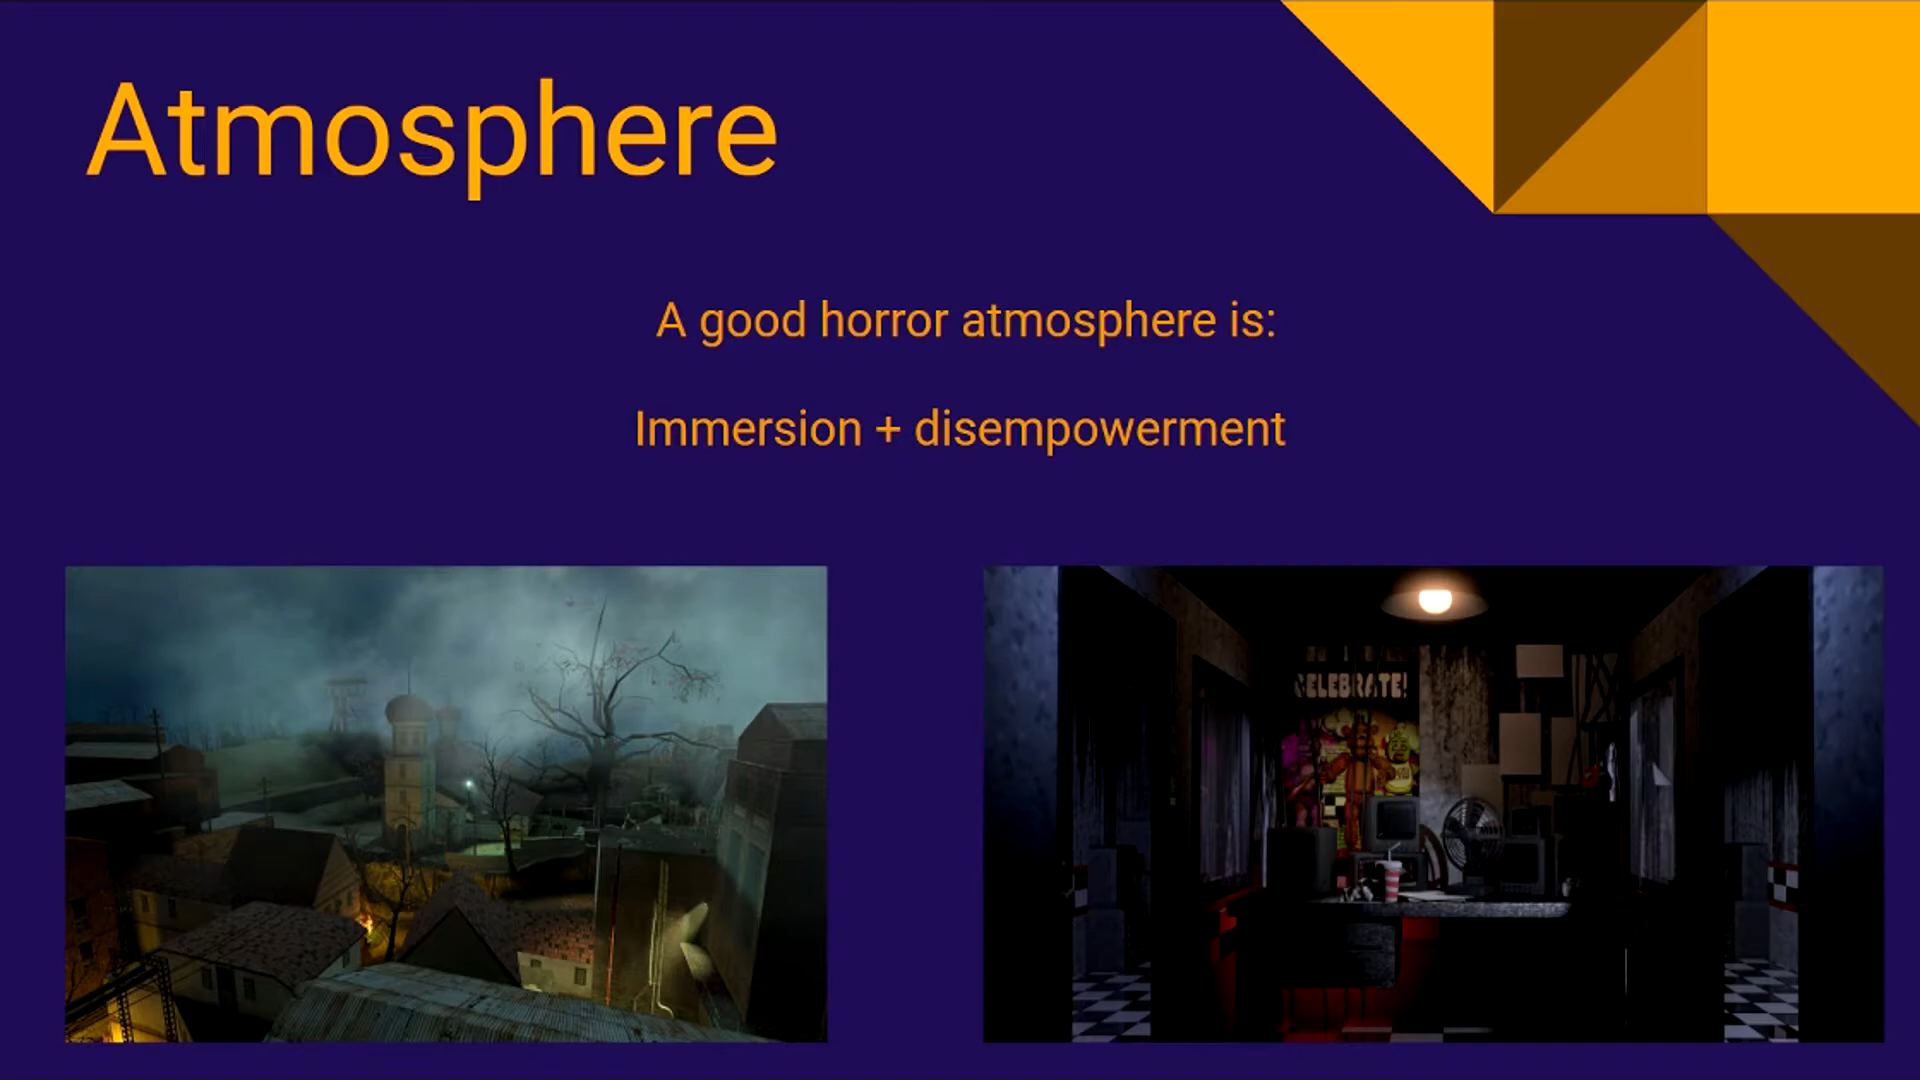 Atmosphere
A good horror atmosphere is:
Immersion + disempowerment
CELEBRATE!